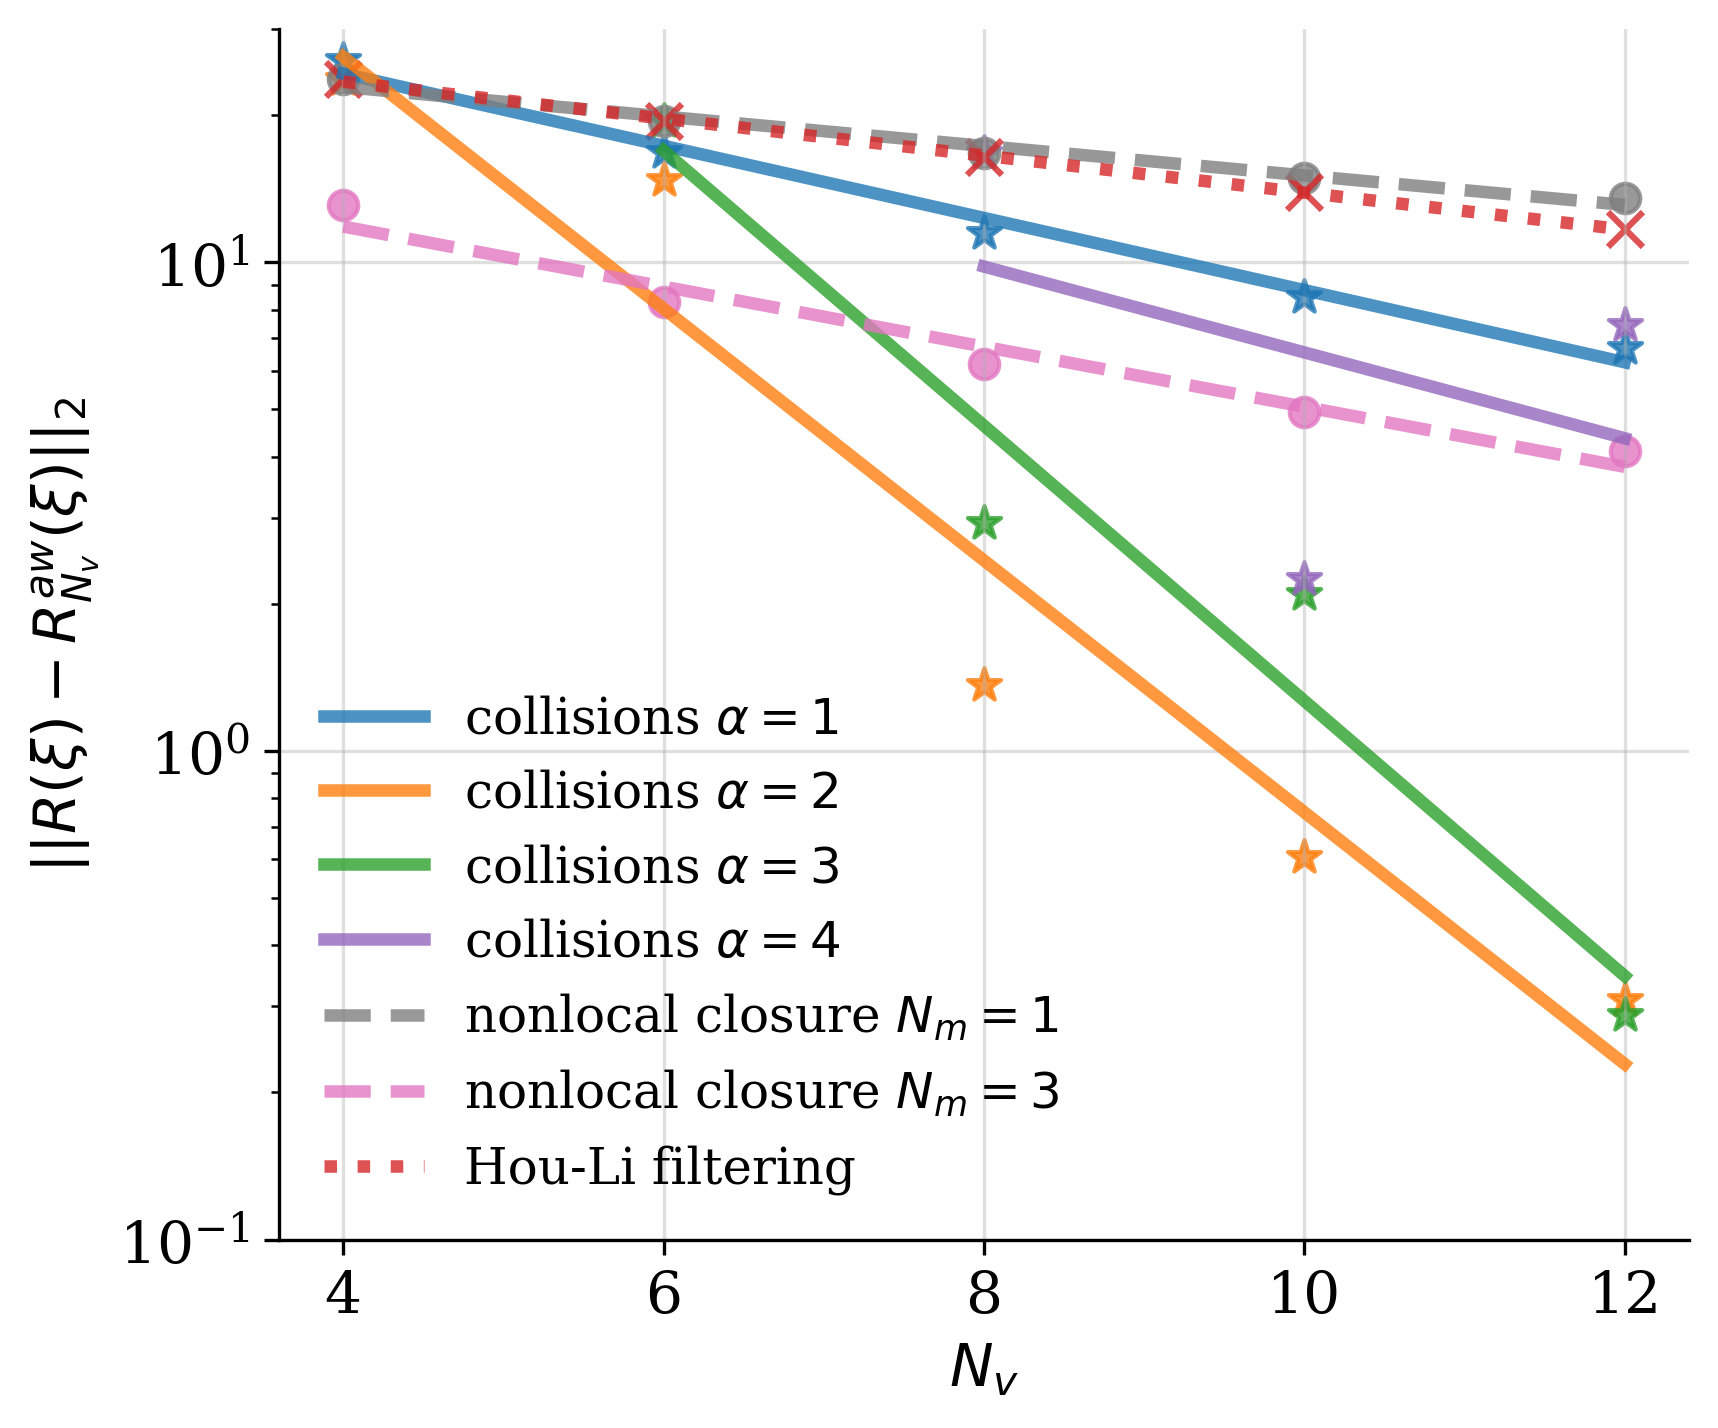 ||R(ξ) − R^{aw}_{N_v}(ξ)||_2
10^1
10^0
10^{−1}
collisions α = 1
collisions α = 2
collisions α = 3
collisions α = 4
nonlocal closure N_m = 1
nonlocal closure N_m = 3
Hou-Li filtering
4 6 8 10 12
N_v